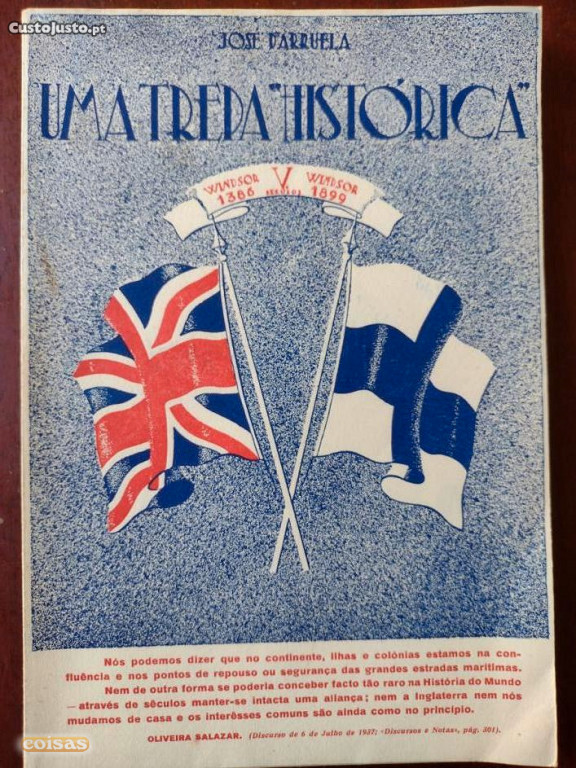 CustoJusto.pt
JOSÉ D'ARRUELA
UMA TREPA "HISTÓRICA"
WINDSOR V WINDSOR
1386 SECULOS 1899
Nós podemos dizer que no continente, ilhas e colónias estamos na con-
fluência e nos pontos de repouso ou segurança das grandes estradas marítimas.
Nem de outra forma se poderia conceber facto tão raro na História do Mundo
—através de séculos manter-se intacta uma aliança; nem a Inglaterra nem nós
mudamos de casa e os interêsses comuns são ainda como no princípio.
OLIVEIRA SALAZAR. (Discurso de 6 de Julho de 1937; «Discursos e Notas», pág. 301).
coisas